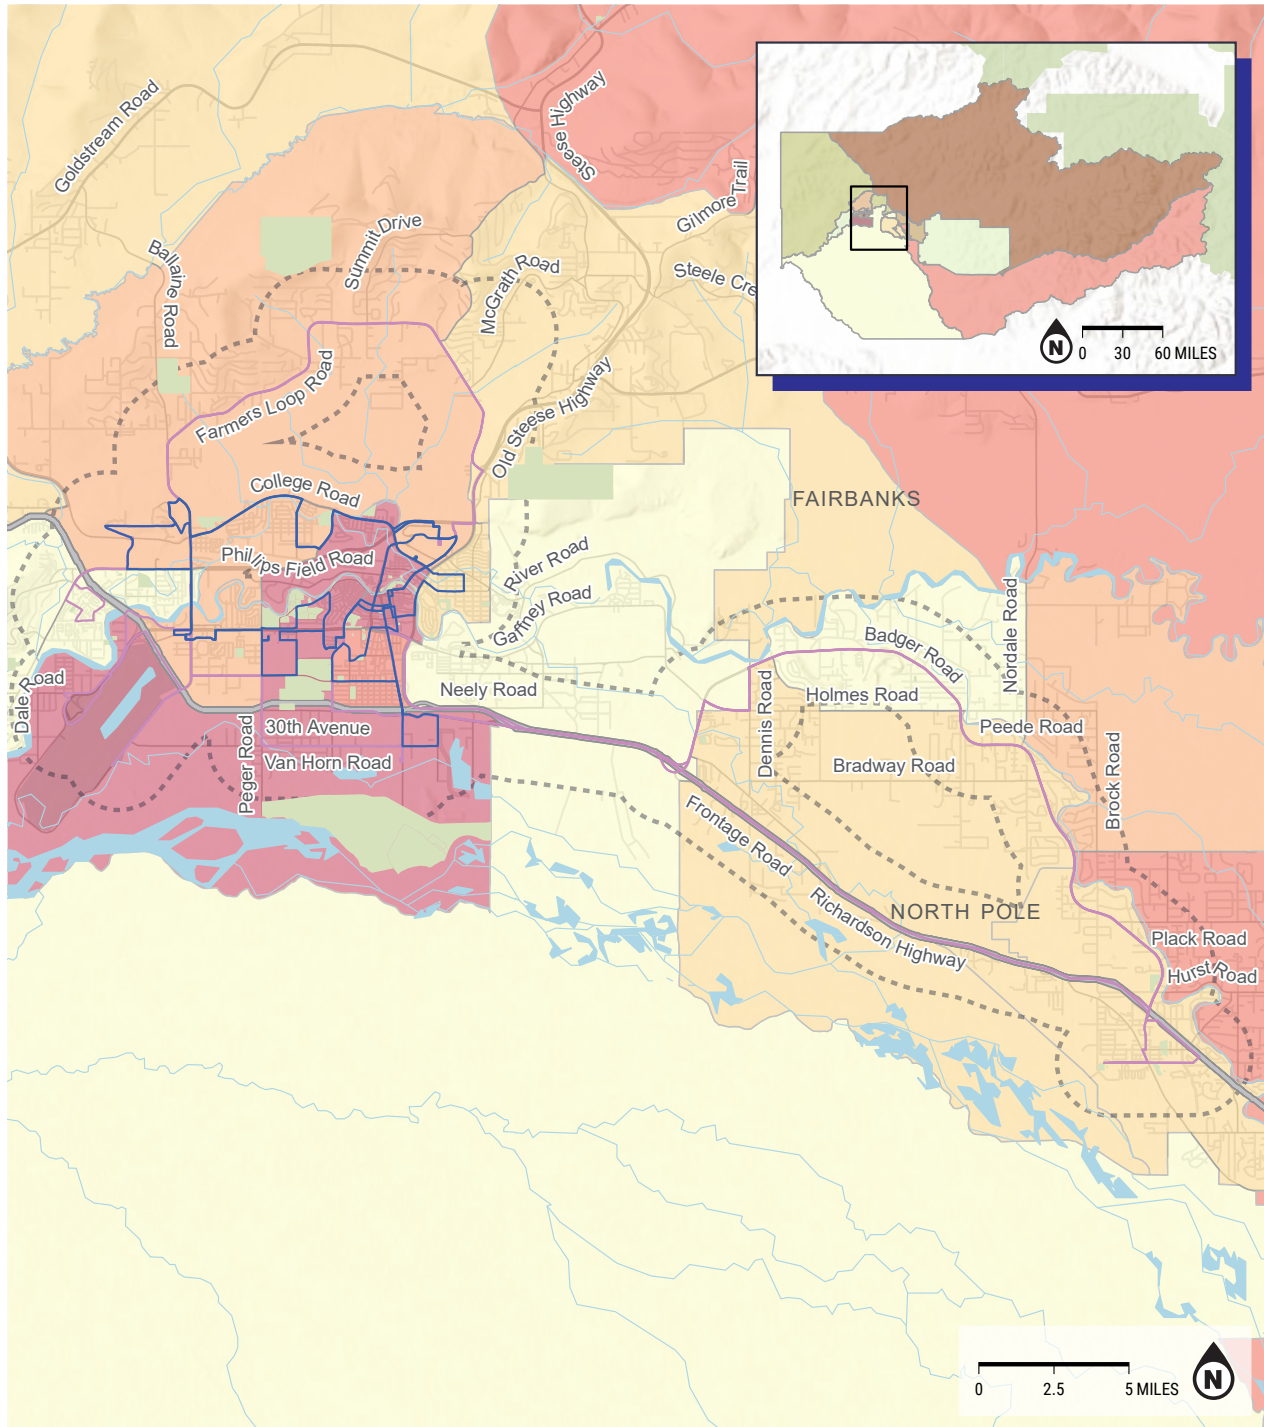 Goldstream Road
Steese Highway
Gilmore Trail
Steele Cre
N
0 30 60 MILES
Ballaine Road
Summit Drive
McGrath Road
Farmers Loop Road
Old Steese Highway
College Road
FAIRBANKS
Phillips Field Road
River Road
Gaffney Road
Nordale Road
Badger Road
Dale Road
Neely Road
Holmes Road
Dennis Road
Peger Road
30th Avenue
Peede Road
Van Horn Road
Bradway Road
Brock Road
Frontage Road
Richardson Highway
NORTH POLE
Plack Road
Hurst Road
N
0 2.5 5 MILES